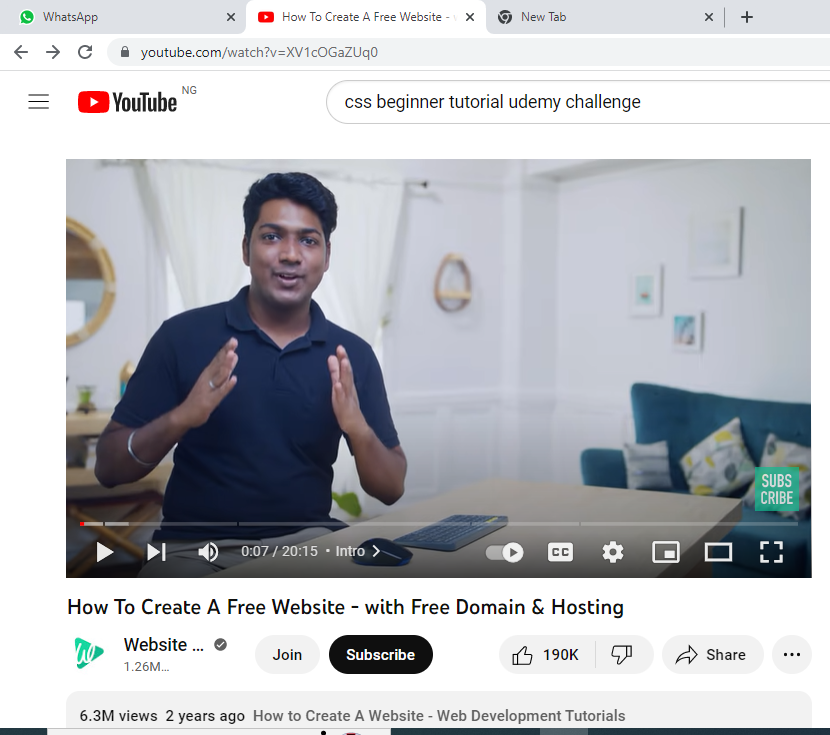 WhatsApp
How To Create A Free Website -
New Tab
youtube.com/watch?v=XV1cOGaZUq0
YouTube NG
css beginner tutorial udemy challenge
SUBS
CRIBE
0:07 / 20:15 • Intro
CC
How To Create A Free Website - with Free Domain & Hosting
Website ...
1.26M...
Join
Subscribe
190K
Share
6.3M views 2 years ago How to Create A Website - Web Development Tutorials